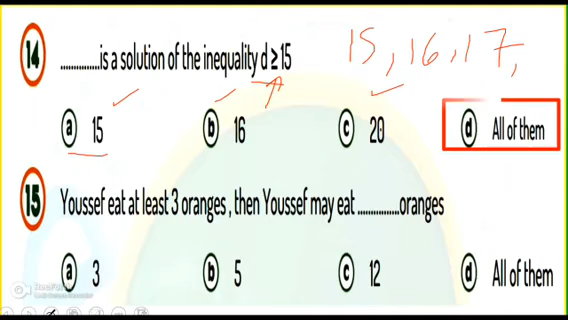 14 ..............is a solution of the inequality d ≥ 15
15 , 16 , 17 ,
a 15 b 16 c 20 d All of them
15 Youssef eat at least 3 oranges , then Youssef may eat ..............oranges
a 3 b 5 c 12 d All of them